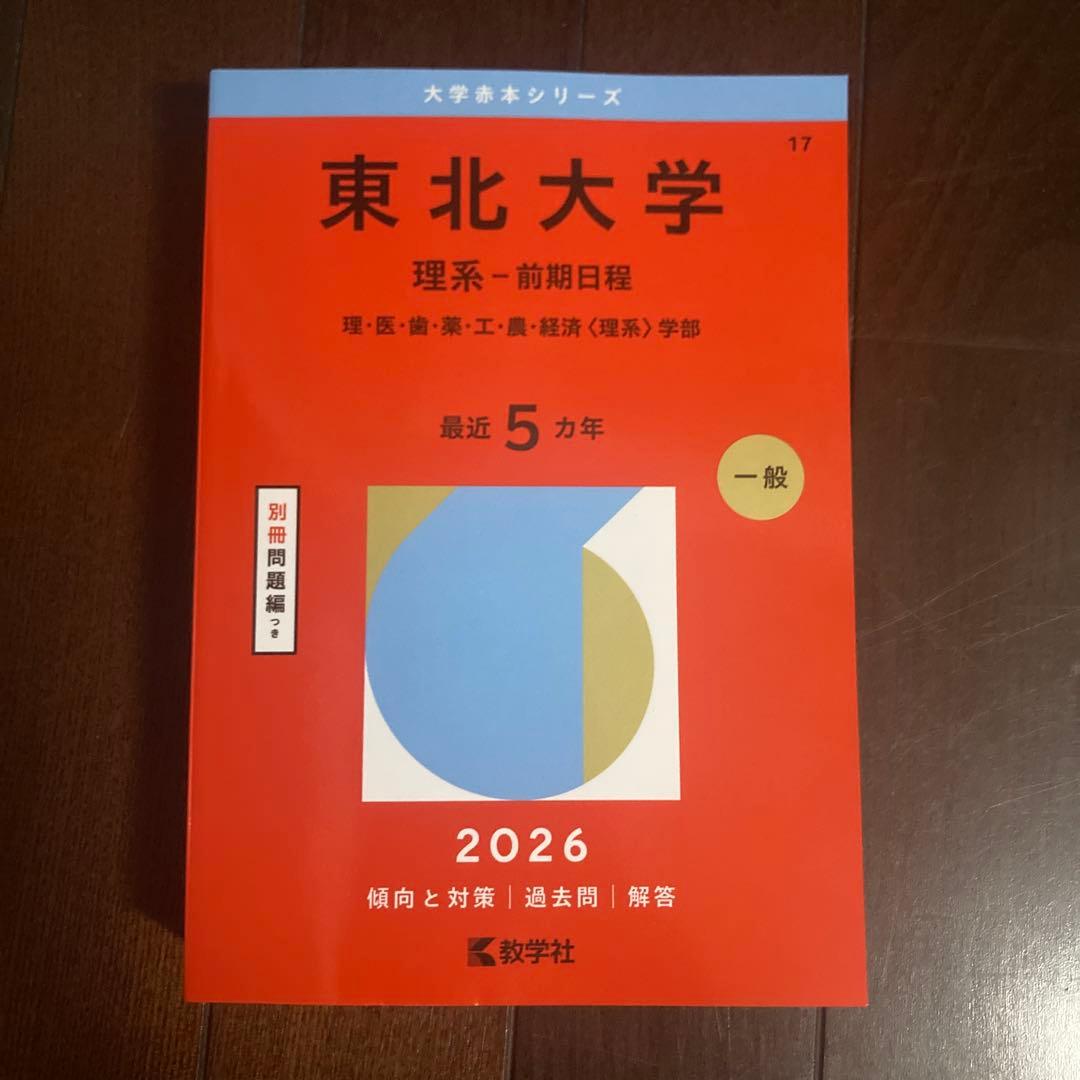 大学赤本シリーズ
17
東北大学
理系－前期日程
理・医・歯・薬・工・農・経済〈理系〉学部
最近5カ年
一般
別冊問題編つき
2026
傾向と対策｜過去問｜解答
教学社